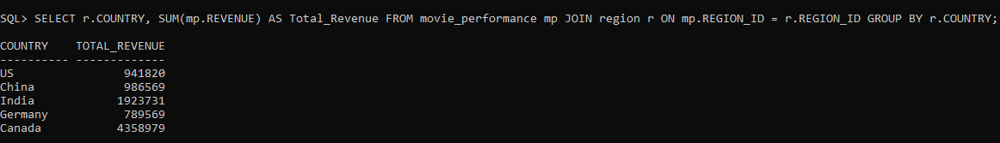 SQL> SELECT r.COUNTRY, SUM(mp.REVENUE) AS Total_Revenue FROM movie_performance mp JOIN region r ON mp.REGION_ID = r.REGION_ID GROUP BY r.COUNTRY;
COUNTRY    TOTAL_REVENUE
---------- -------------
US                941820
China             986569
India            1923731
Germany           789569
Canada           4358979